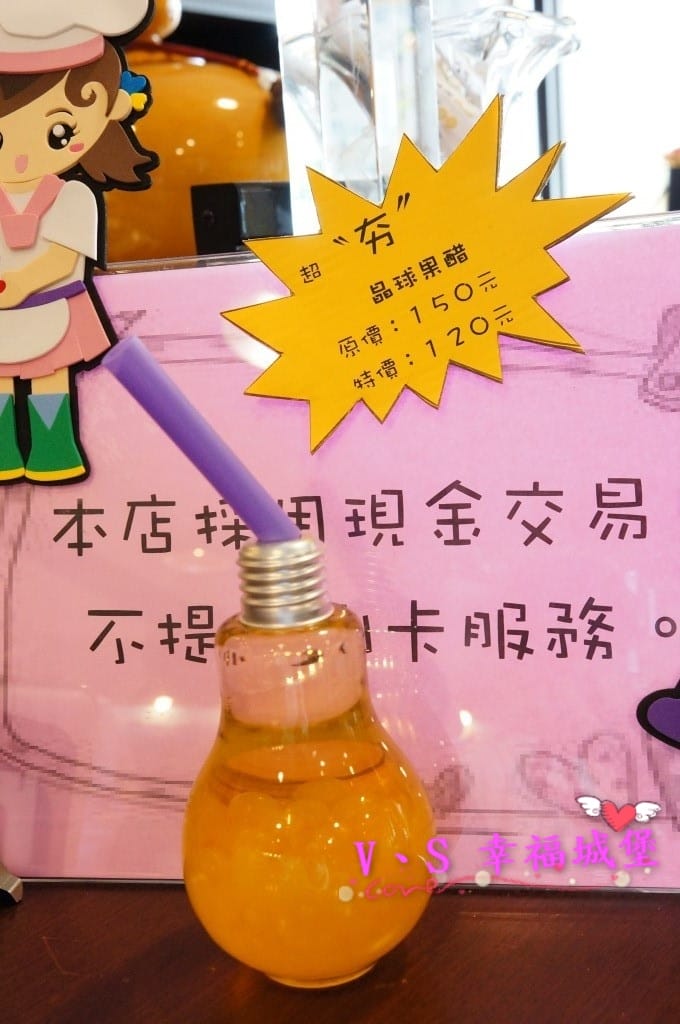 超 “夯”
晶球果醋
原價：150元
特價：120元
本店採用現金交易
不提 卡服務。
V、S 幸福城堡
Love